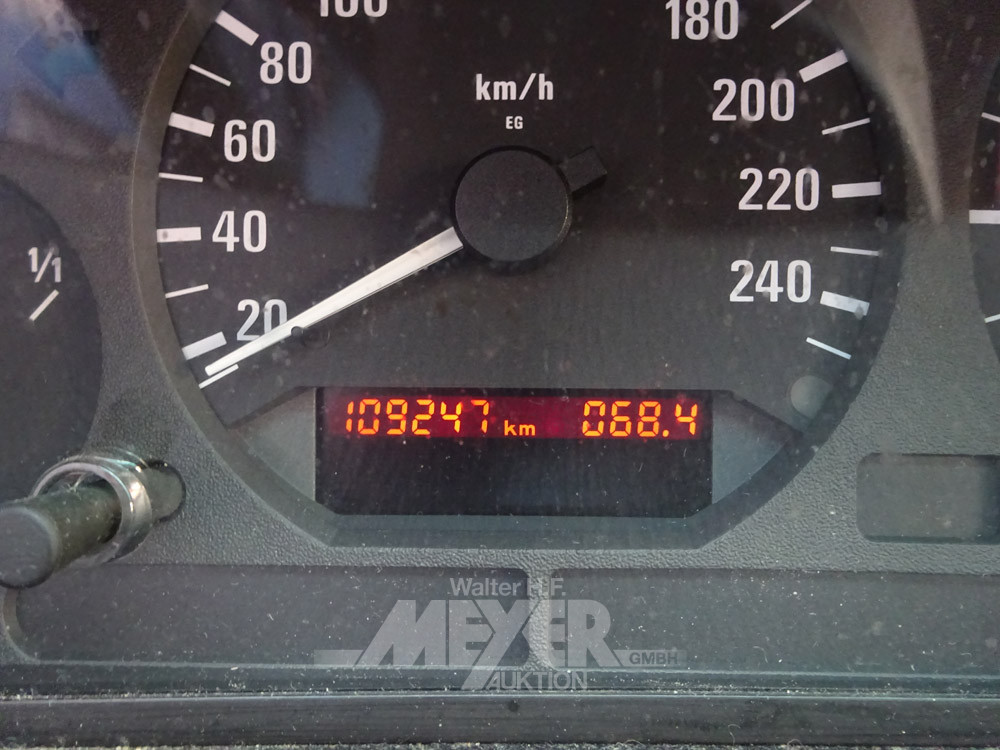 100
180
80
km/h
200
60
EG
220
40
1/1
240
20
109247 km 068.4
Walter H.F.
MEYER
GMBH
AUKTION